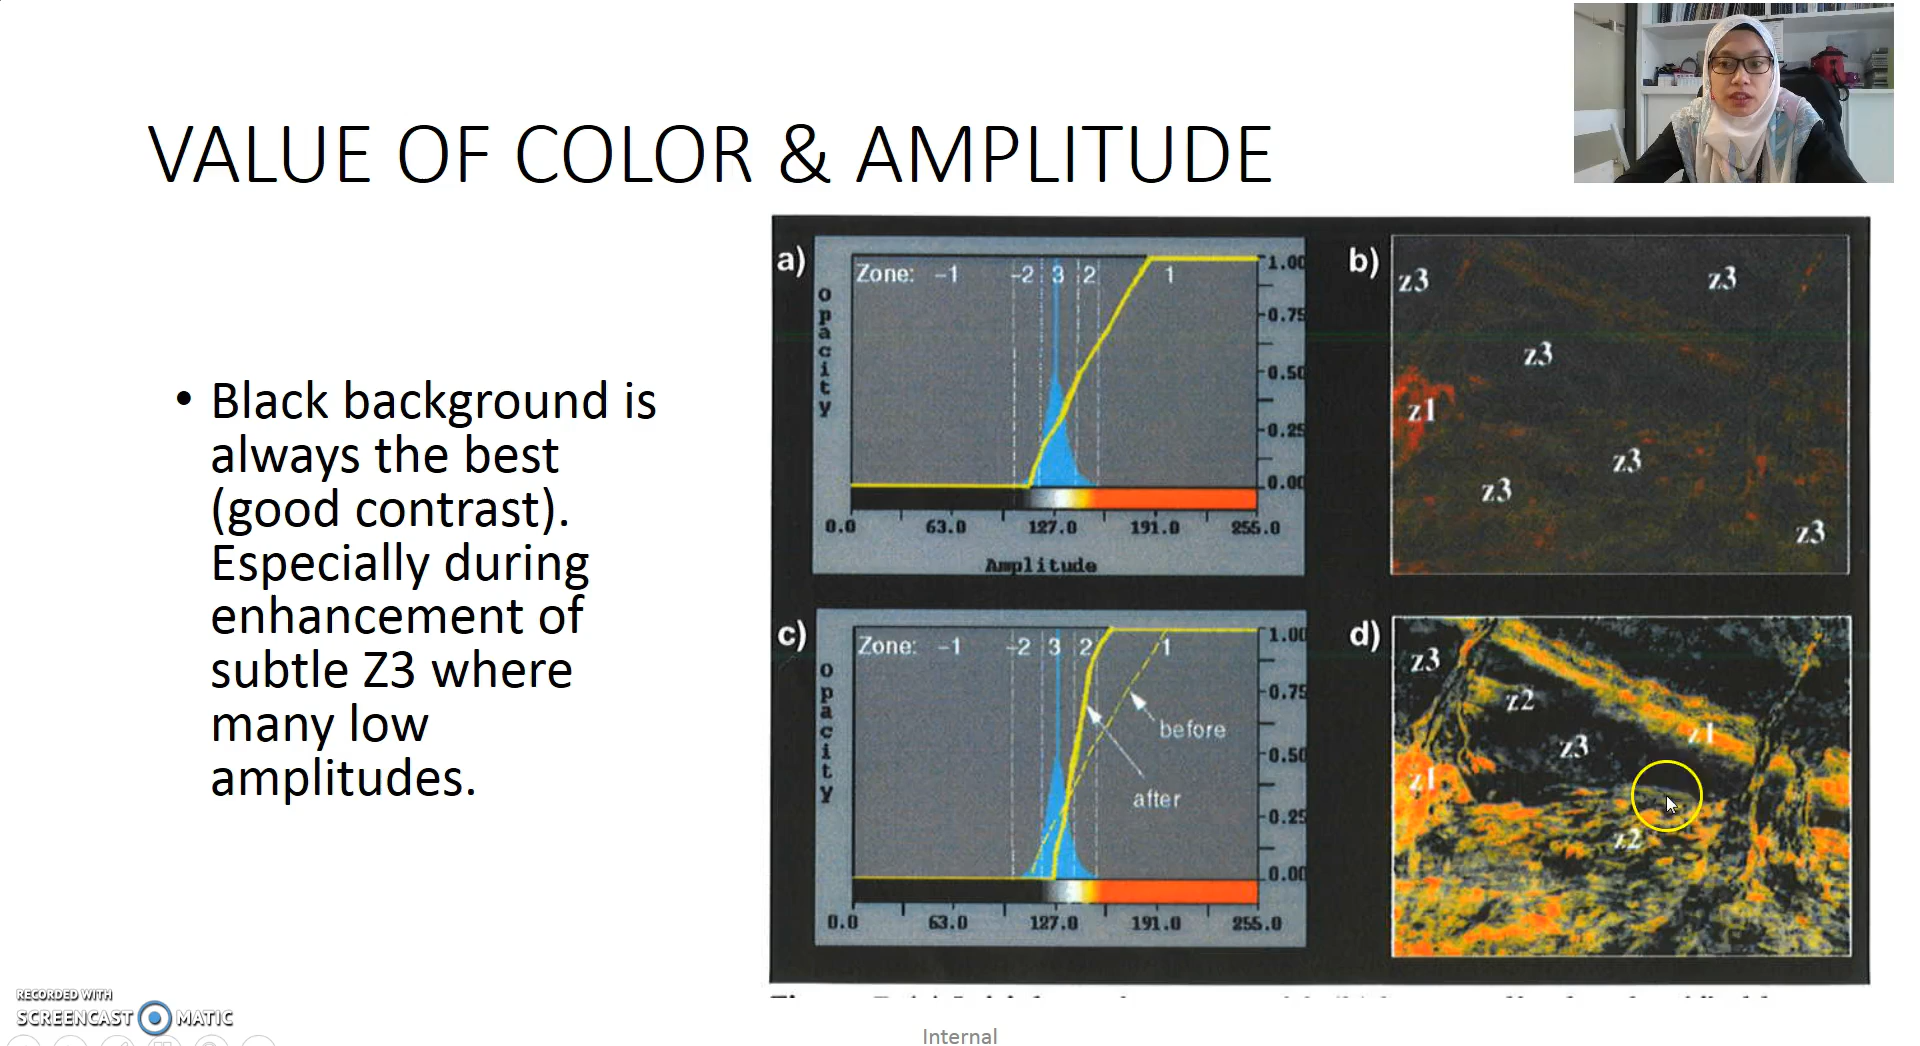 VALUE OF COLOR & AMPLITUDE
• Black background is
always the best
(good contrast).
Especially during
enhancement of
subtle Z3 where
many low
amplitudes.
a)
Opacity
Zone: -1 -2 3 2 1
1.00
0.75
0.50
0.25
0.00
0.0 63.0 127.0 191.0 255.0
Amplitude
b)
z3 z3
z3
z1
z3
z3
z3
c)
Opacity
Zone: -1 -2 3 2 1
1.00
0.75
0.50
0.25
0.00
before
after
0.0 63.0 127.0 191.0 255.0
d)
z3
z2
z3 z1
z1
z2
RECORDED WITH
SCREENCAST MATIC
Internal